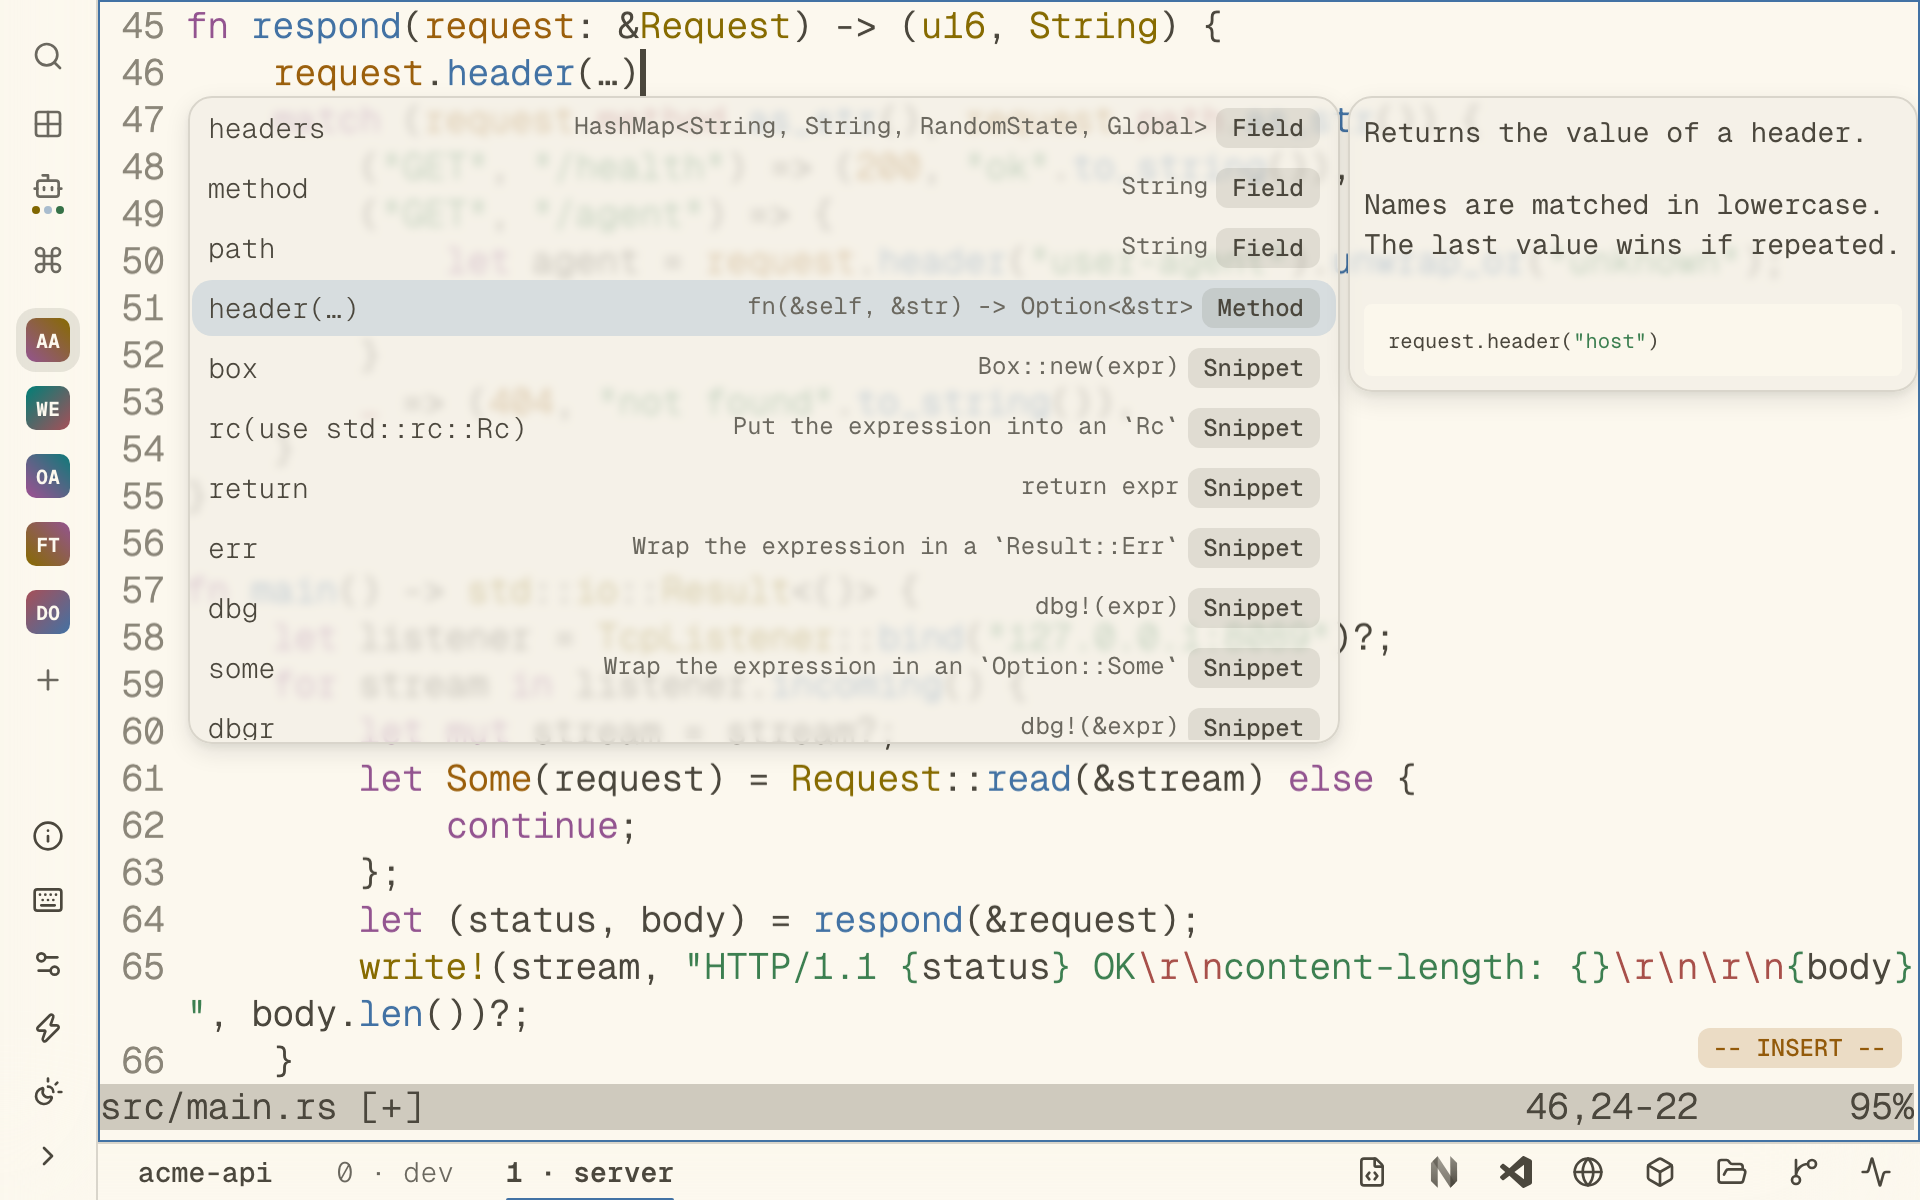 45 fn respond(request: &Request) -> (u16, String) {
46     request.header(…)
47
48
49
50
51
52
53
54
55
56
57
58 )?;
59
60
61         let Some(request) = Request::read(&stream) else {
62             continue;
63         };
64         let (status, body) = respond(&request);
65         write!(stream, "HTTP/1.1 {status} OK\r\ncontent-length: {}\r\n\r\n{body}
", body.len())?;
66     }
headers HashMap<String, String, RandomState, Global> Field
method String Field
path String Field
header(…) fn(&self, &str) -> Option<&str> Method
box Box::new(expr) Snippet
rc(use std::rc::Rc) Put the expression into an `Rc` Snippet
return return expr Snippet
err Wrap the expression in a `Result::Err` Snippet
dbg dbg!(expr) Snippet
some Wrap the expression in an `Option::Some` Snippet
dbgr dbg!(&expr) Snippet
Returns the value of a header.
Names are matched in lowercase.
The last value wins if repeated.
request.header("host")
AA
WE
OA
FT
DO
-- INSERT --
src/main.rs [+] 46,24-22 95%
acme-api 0 · dev 1 · server